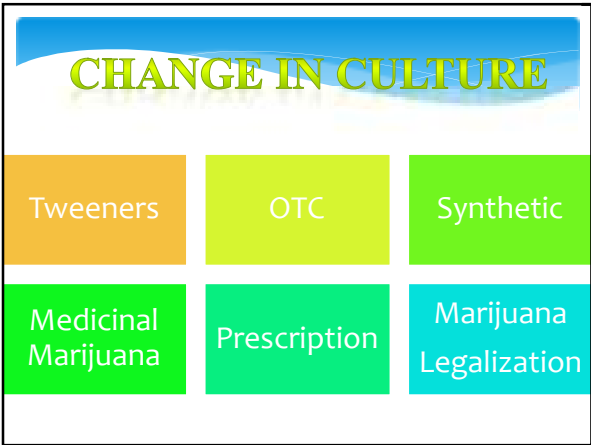 CHANGE IN CULTURE
Tweeners
OTC
Synthetic
Medicinal
Marijuana
Prescription
Marijuana
Legalization